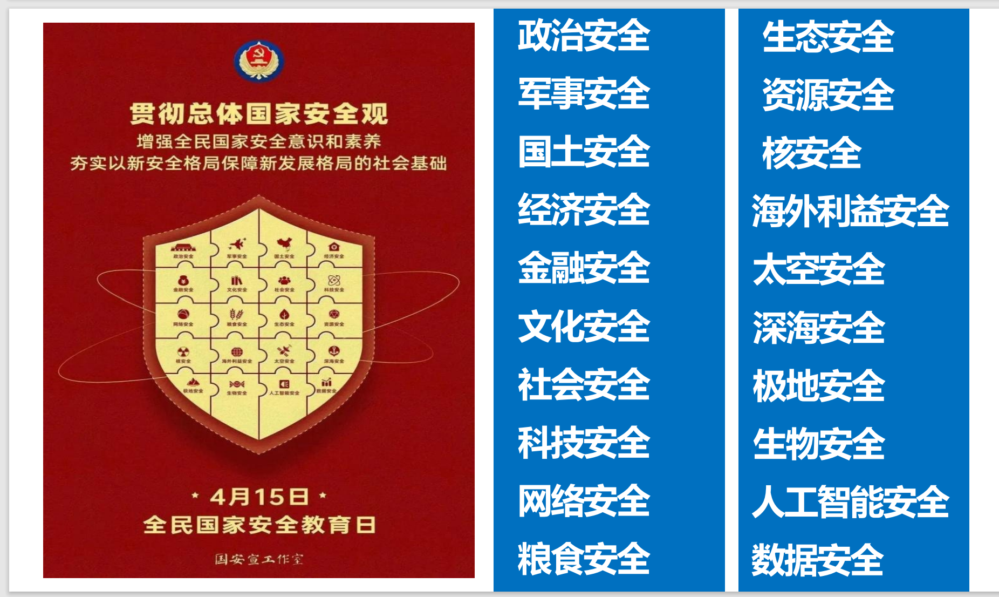 贯彻总体国家安全观
增强全民国家安全意识和素养
夯实以新安全格局保障新发展格局的社会基础
政治安全
军事安全
国土安全
经济安全
金融安全
文化安全
社会安全
科技安全
网络安全
粮食安全
生态安全
资源安全
核安全
海外利益安全
太空安全
深海安全
极地安全
生物安全
人工智能安全
数据安全
4月15日
全民国家安全教育日
国安宣工作室
政治安全
军事安全
国土安全
经济安全
金融安全
文化安全
社会安全
科技安全
网络安全
粮食安全
生态安全
资源安全
核安全
海外利益安全
太空安全
深海安全
极地安全
生物安全
人工智能安全
数据安全